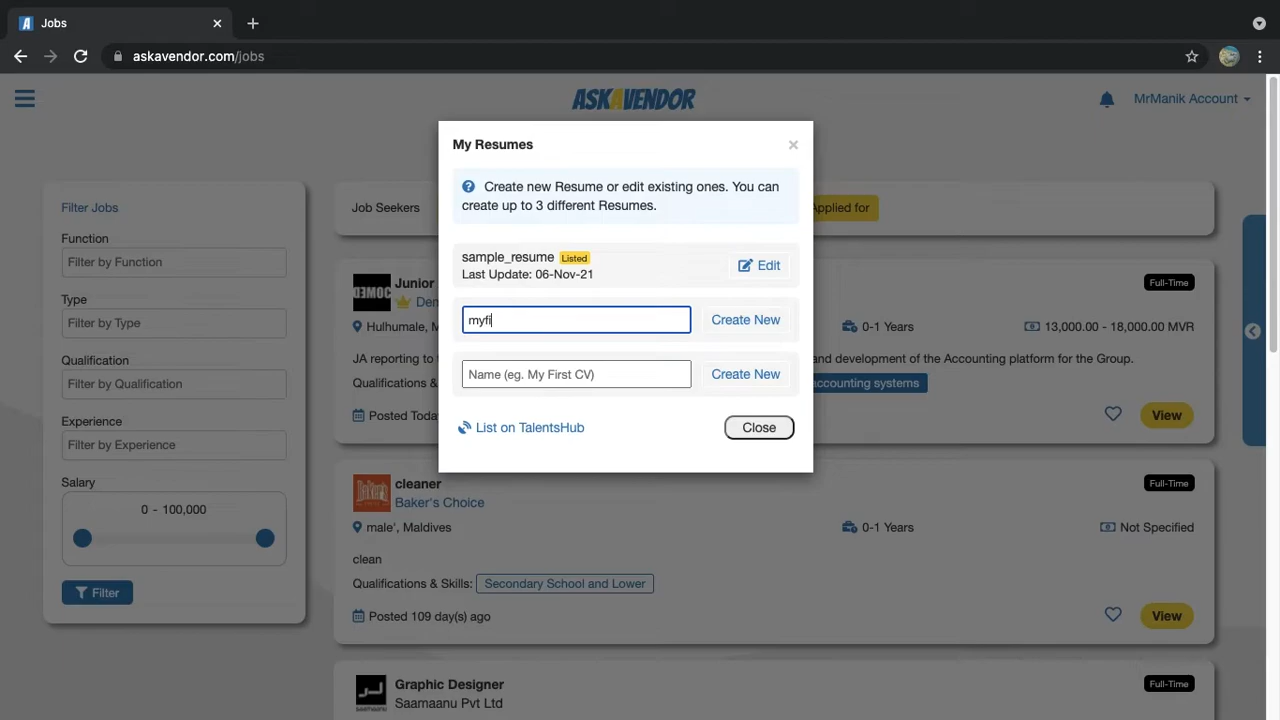 Jobs
askavendor.com/jobs
ASKAVENDOR
MrManik Account
My Resumes
Create new Resume or edit existing ones. You can
create up to 3 different Resumes.
sample_resume Listed
Last Update: 06-Nov-21
Edit
myfi
Create New
Name (eg. My First CV)
Create New
List on TalentsHub
Close
Filter Jobs
Function
Filter by Function
Type
Filter by Type
Qualification
Filter by Qualification
Experience
Filter by Experience
Salary
0 - 100,000
Filter
Job Seekers
Applied for
Junior
Full-Time
Hulhumale,
0-1 Years
13,000.00 - 18,000.00 MVR
JA reporting to
and development of the Accounting platform for the Group.
Qualifications
accounting systems
Posted Today
View
cleaner
Full-Time
Baker's Choice
male', Maldives
0-1 Years
Not Specified
clean
Qualifications & Skills: Secondary School and Lower
Posted 109 day(s) ago
View
Graphic Designer
Full-Time
Saamaanu Pvt Ltd